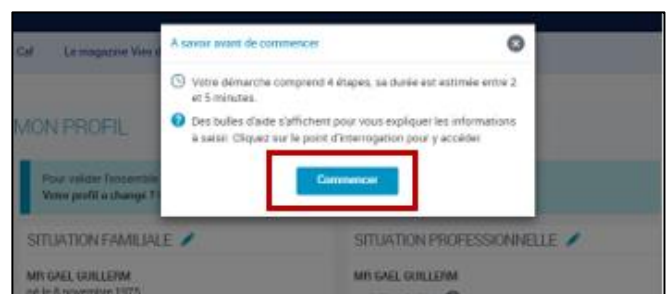 Caf Le magazine Vies d
A savoir avant de commencer
Votre démarche comprend 4 étapes, sa durée est estimée entre 2
et 5 minutes.
Des bulles d'aide s'affichent pour vous expliquer les informations
à saisir. Cliquez sur le point d'interrogation pour y accéder.
Commencer
MON PROFIL
Pour valider l'ensemble
Votre profil a changé ?
SITUATION FAMILIALE
SITUATION PROFESSIONNELLE
MR GAEL GUILLERM
né le 8 novembre 1975
MR GAEL GUILLERM